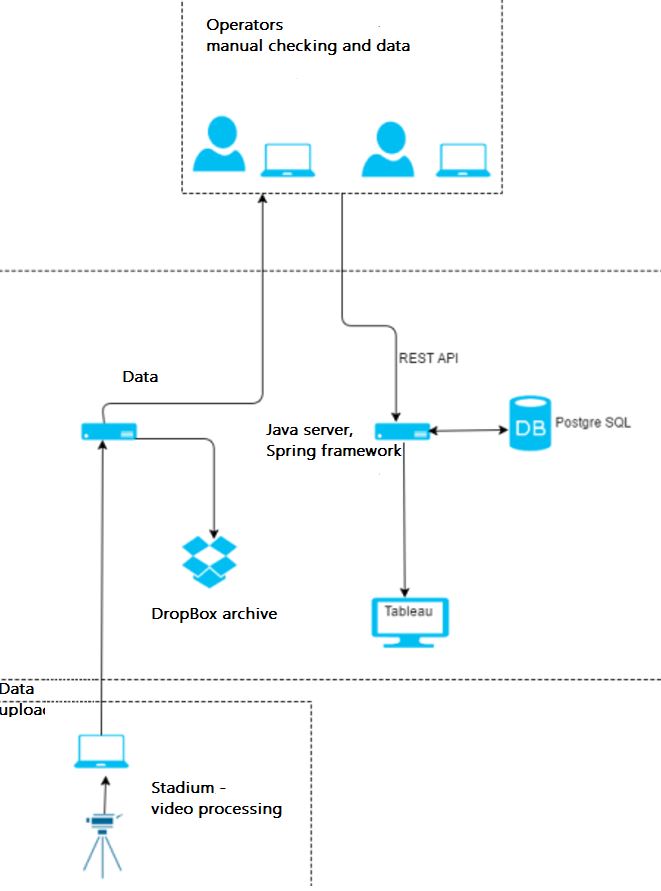 Operators
manual checking and data
REST API
Data
Java server,
Spring framework
DB
Postgre SQL
DropBox archive
Tableau
Data
Stadium -
video processing